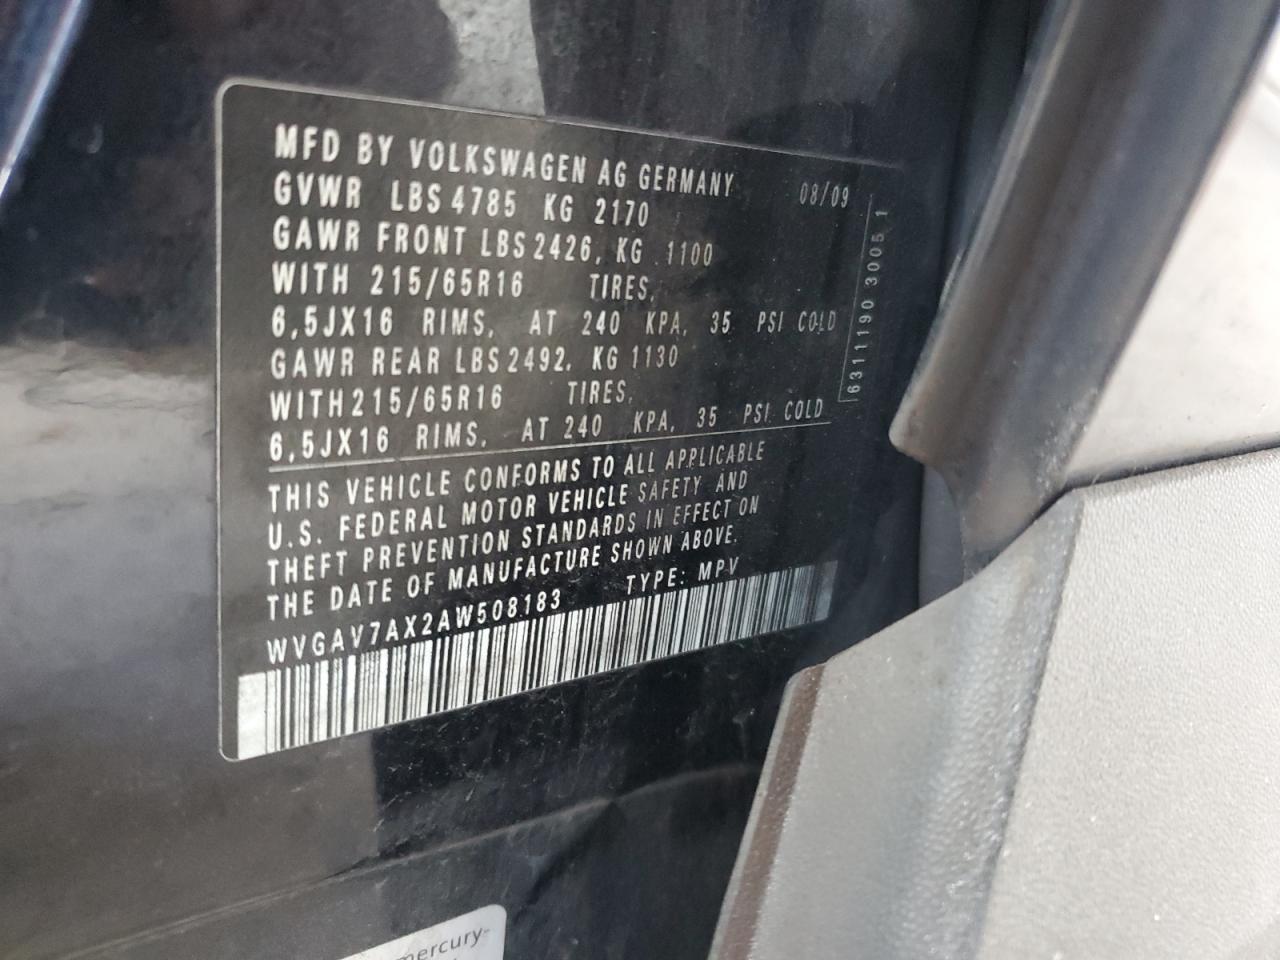 MFD BY VOLKSWAGEN AG GERMANY 08/09
GVWR LBS 4785 KG 2170
GAWR FRONT LBS 2426, KG 1100
WITH 215/65R16 TIRES,
6,5JX16 RIMS, AT 240 KPA, 35 PSI COLD
GAWR REAR LBS 2492, KG 1130
WITH 215/65R16 TIRES,
6,5JX16 RIMS, AT 240 KPA, 35 PSI COLD
THIS VEHICLE CONFORMS TO ALL APPLICABLE
U.S. FEDERAL MOTOR VEHICLE SAFETY AND
THEFT PREVENTION STANDARDS IN EFFECT ON
THE DATE OF MANUFACTURE SHOWN ABOVE.
WVGAV7AX2AW508183 TYPE: MPV
6311190 3005 1
mercury-